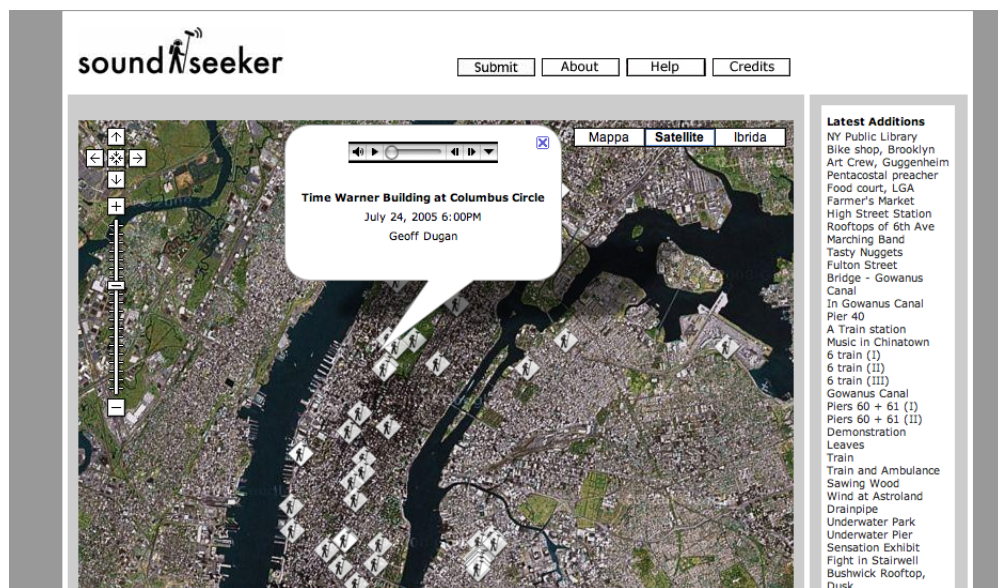 sound seeker
Submit
About
Help
Credits
Mappa
Satellite
Ibrida
Time Warner Building at Columbus Circle
July 24, 2005 6:00PM
Geoff Dugan
Latest Additions
NY Public Library
Bike shop, Brooklyn
Art Crew, Guggenheim
Pentacostal preacher
Food court, LGA
Farmer's Market
High Street Station
Rooftops of 6th Ave
Marching Band
Tasty Nuggets
Fulton Street
Bridge - Gowanus
Canal
In Gowanus Canal
Pier 40
A Train station
Music in Chinatown
6 train (I)
6 train (II)
6 train (III)
Gowanus Canal
Piers 60 + 61 (I)
Piers 60 + 61 (II)
Demonstration
Leaves
Train
Train and Ambulance
Sawing Wood
Wind at Astroland
Drainpipe
Underwater Park
Underwater Pier
Sensation Exhibit
Fight in Stairwell
Bushwick Rooftop,
Dusk